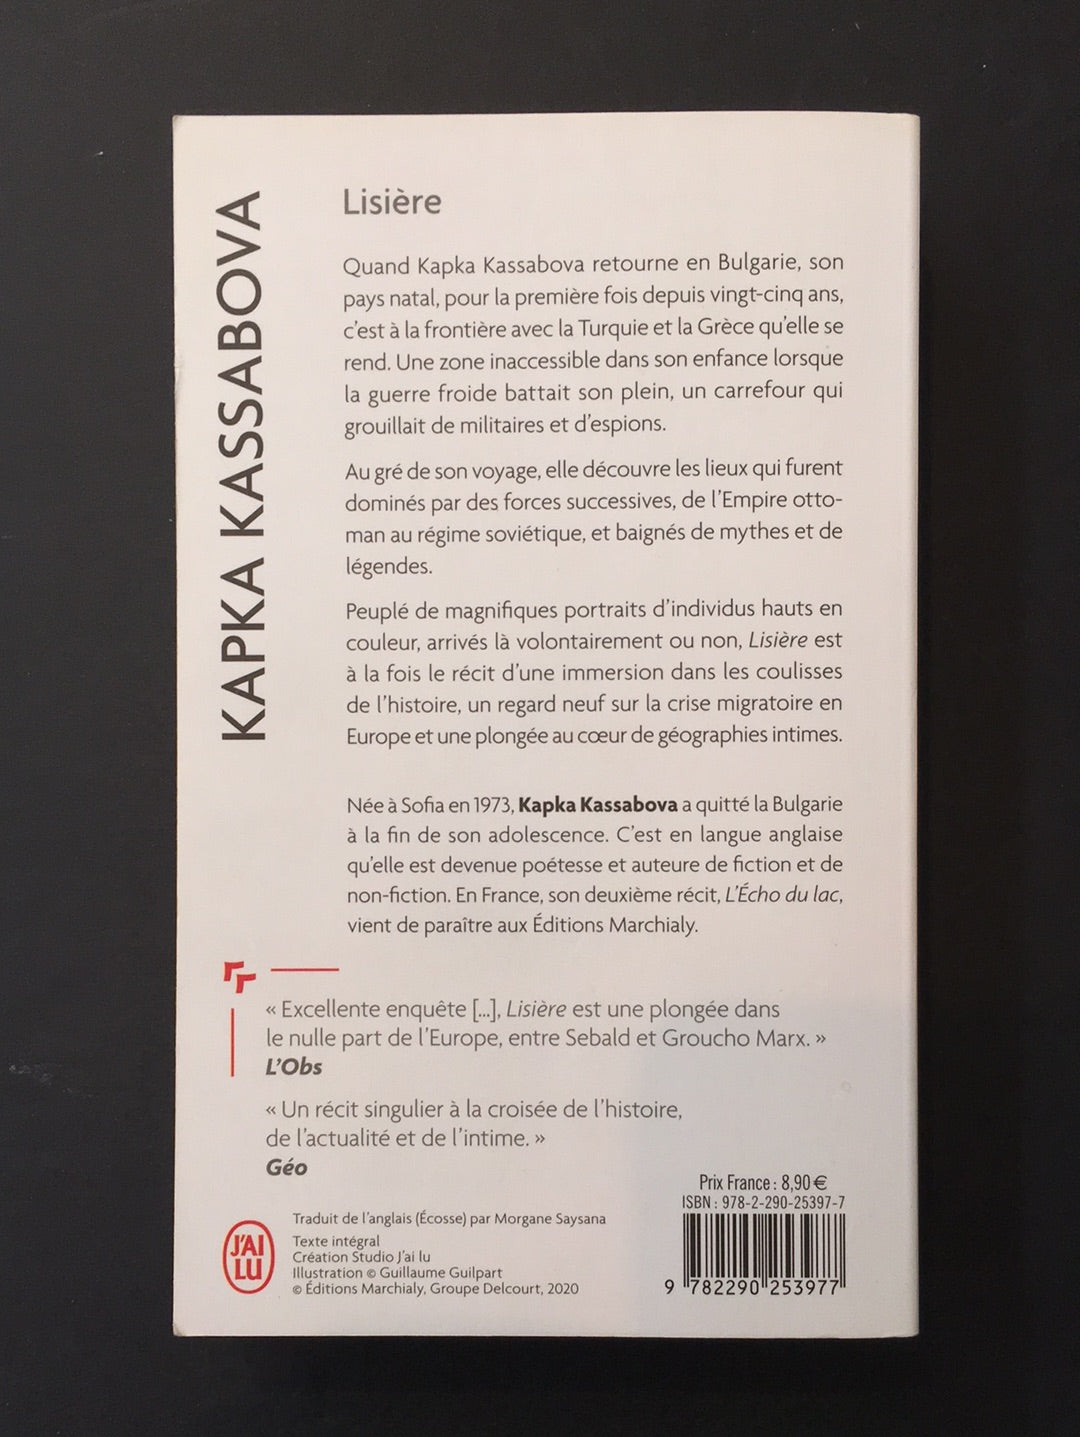 KAPKA KASSABOVA
Lisière
Quand Kapka Kassabova retourne en Bulgarie, son
pays natal, pour la première fois depuis vingt-cinq ans,
c'est à la frontière avec la Turquie et la Grèce qu'elle se
rend. Une zone inaccessible dans son enfance lorsque
la guerre froide battait son plein, un carrefour qui
grouillait de militaires et d'espions.
Au gré de son voyage, elle découvre les lieux qui furent
dominés par des forces successives, de l'Empire otto-
man au régime soviétique, et baignés de mythes et de
légendes.
Peuplé de magnifiques portraits d'individus hauts en
couleur, arrivés là volontairement ou non, Lisière est
à la fois le récit d'une immersion dans les coulisses
de l'histoire, un regard neuf sur la crise migratoire en
Europe et une plongée au cœur de géographies intimes.
Née à Sofia en 1973, Kapka Kassabova a quitté la Bulgarie
à la fin de son adolescence. C'est en langue anglaise
qu'elle est devenue poétesse et auteure de fiction et de
non-fiction. En France, son deuxième récit, L'Écho du lac,
vient de paraître aux Éditions Marchialy.
« Excellente enquête [...], Lisière est une plongée dans
le nulle part de l'Europe, entre Sebald et Groucho Marx. »
L'Obs
« Un récit singulier à la croisée de l'histoire,
de l'actualité et de l'intime. »
Géo
Prix France : 8,90 €
ISBN : 978-2-290-25397-7
9 782290 253977
J'AI
LU
Traduit de l'anglais (Écosse) par Morgane Saysana
Texte intégral
Création Studio J'ai lu
Illustration © Guillaume Guilpart
© Éditions Marchialy, Groupe Delcourt, 2020